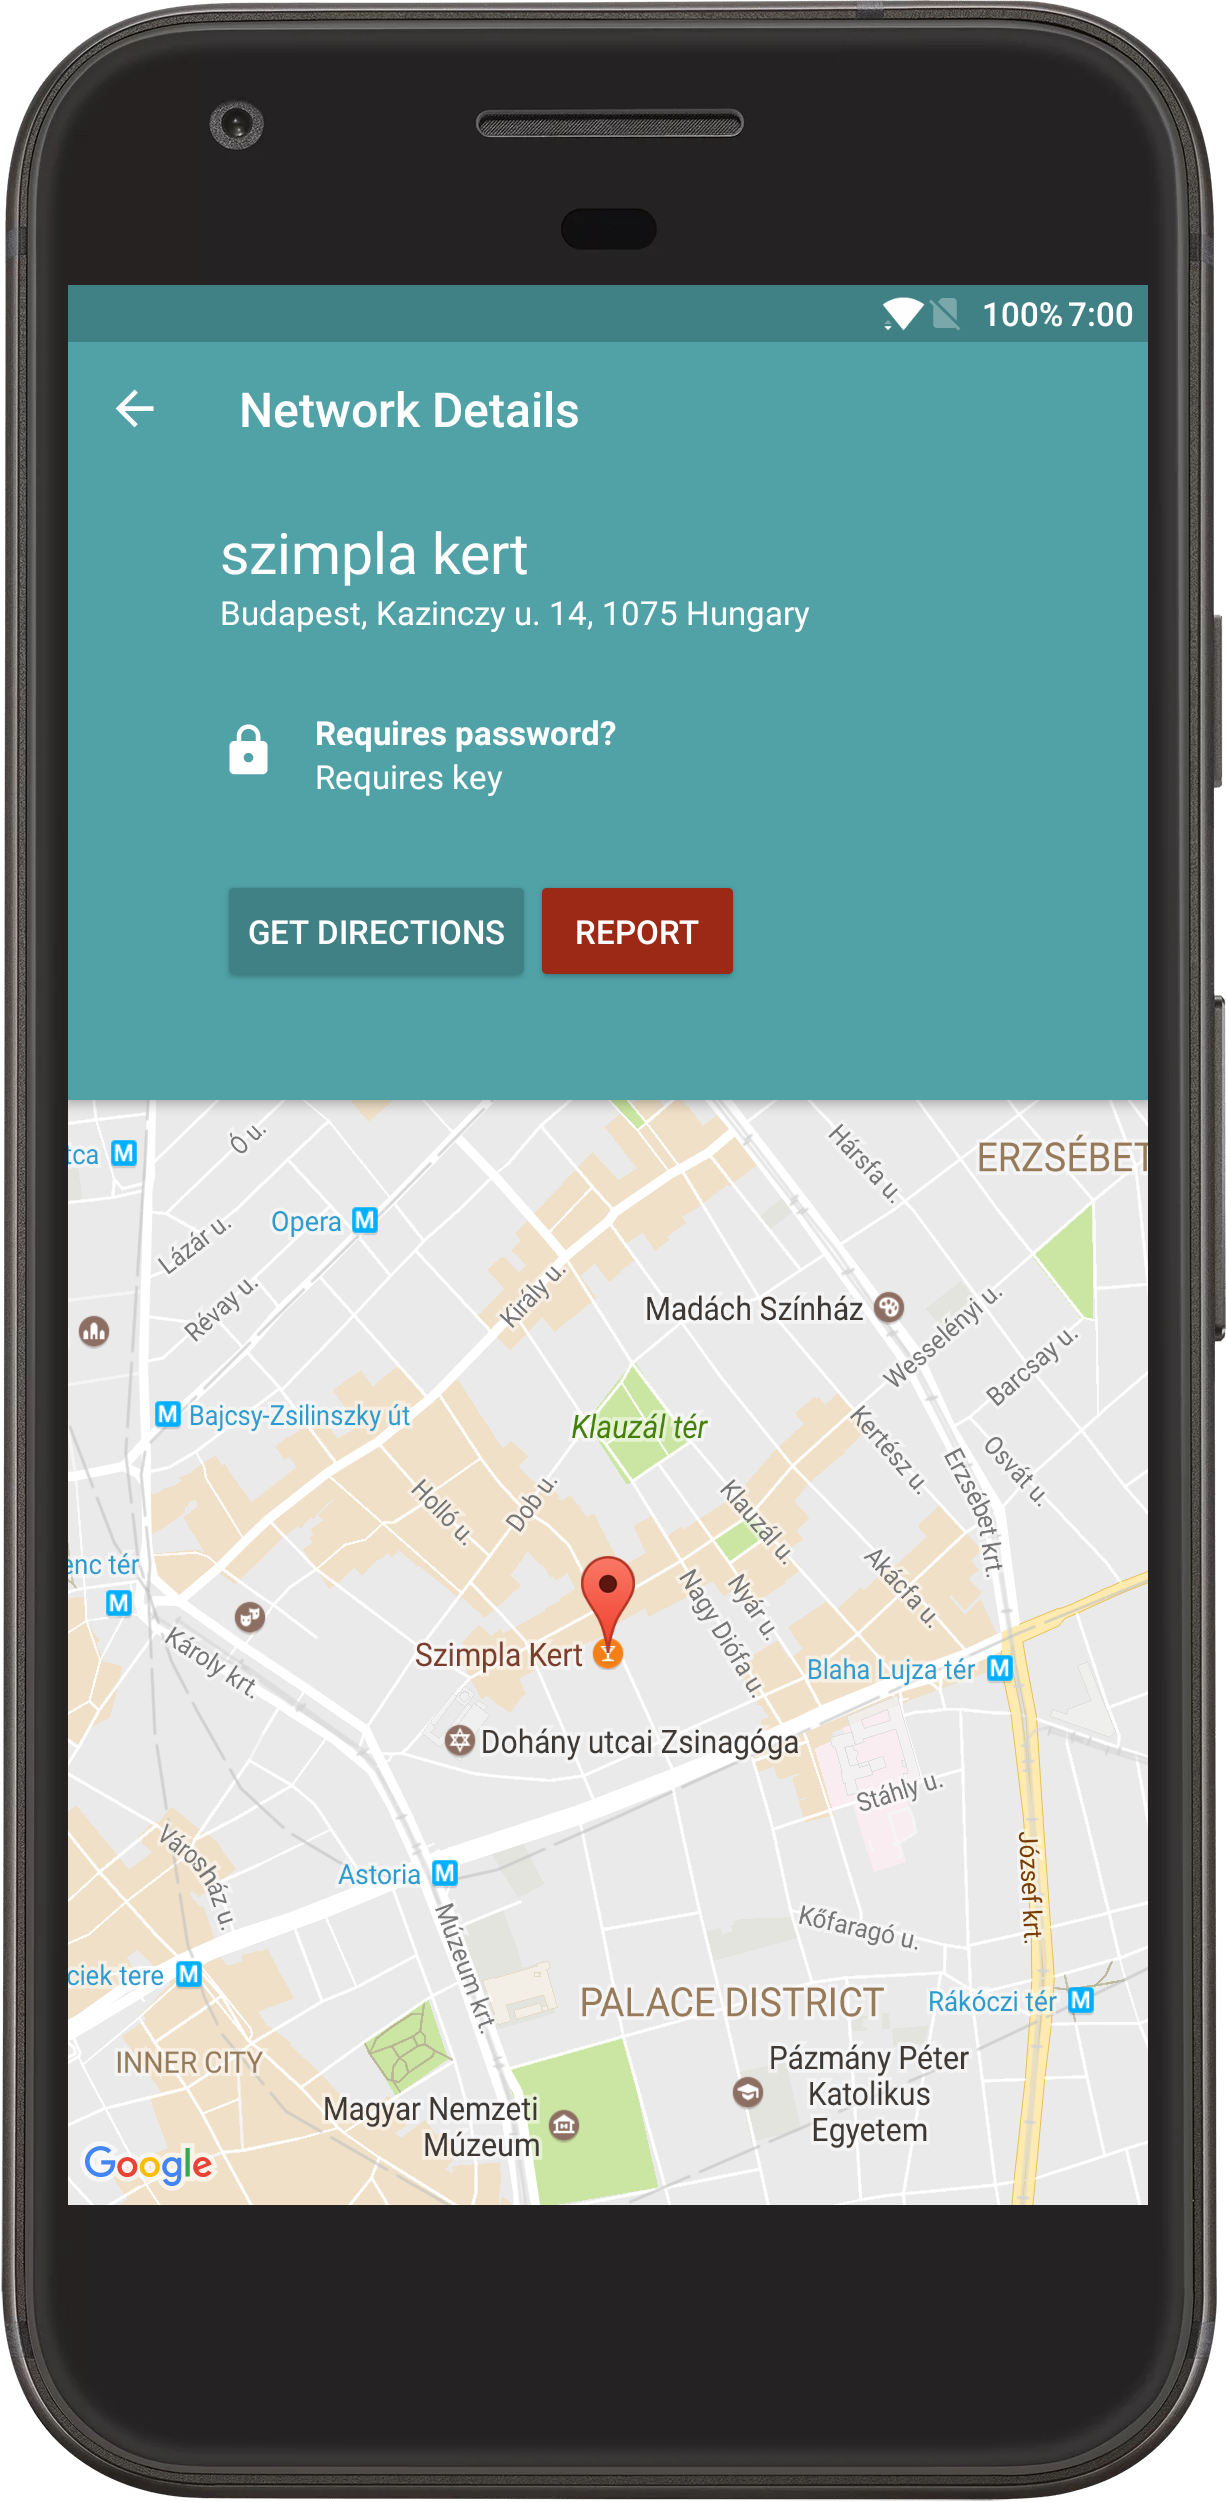 100% 7:00
Network Details
szimpla kert
Budapest, Kazinczy u. 14, 1075 Hungary
Requires password?
Requires key
GET DIRECTIONS
REPORT
tca M
Ó u.
Hársfa u.
ERZSÉBET
Opera M
Lázár u.
Révay u.
Király u.
Madách Színház
Wesselényi u.
Barcsay u.
M Bajcsy-Zsilinszky út
Klauzál tér
Kertész u.
Osvát u.
Erzsébet krt.
Holló u.
Dob u.
Klauzál u.
enc tér
M
Akácfa u.
Nyár u.
Nagy Diófa u.
Károly krt.
Szimpla Kert
Blaha Lujza tér M
Dohány utcai Zsinagóga
Stáhly u.
Városház u.
Astoria M
József krt.
Múzeum krt.
Kőfaragó u.
ciek tere M
PALACE DISTRICT
Rákóczi tér M
INNER CITY
Pázmány Péter
Katolikus
Egyetem
Magyar Nemzeti
Múzeum
Google